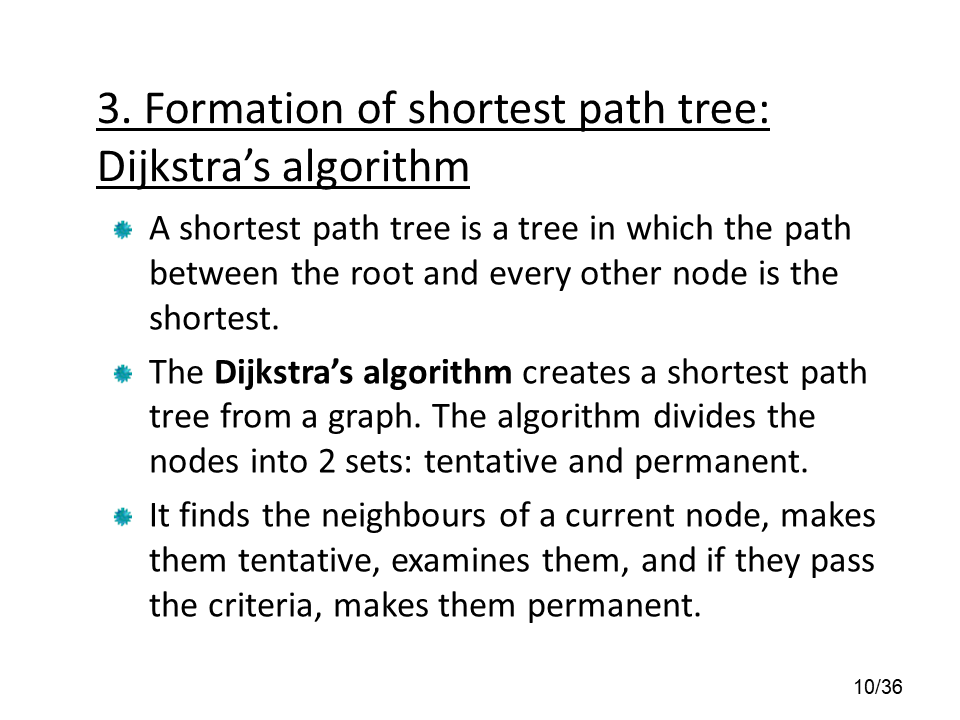 3. Formation of shortest path tree:
Dijkstra’s algorithm
A shortest path tree is a tree in which the path
between the root and every other node is the
shortest.
The Dijkstra’s algorithm creates a shortest path
tree from a graph. The algorithm divides the
nodes into 2 sets: tentative and permanent.
It finds the neighbours of a current node, makes
them tentative, examines them, and if they pass
the criteria, makes them permanent.
10/36